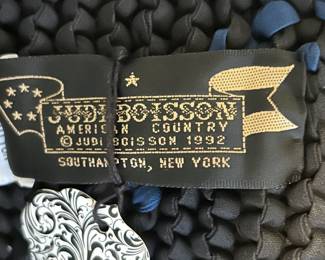 JUDI BOISSON
AMERICAN COUNTRY
© JUDI BOISSON 1992
SOUTHAMPTON, NEW YORK